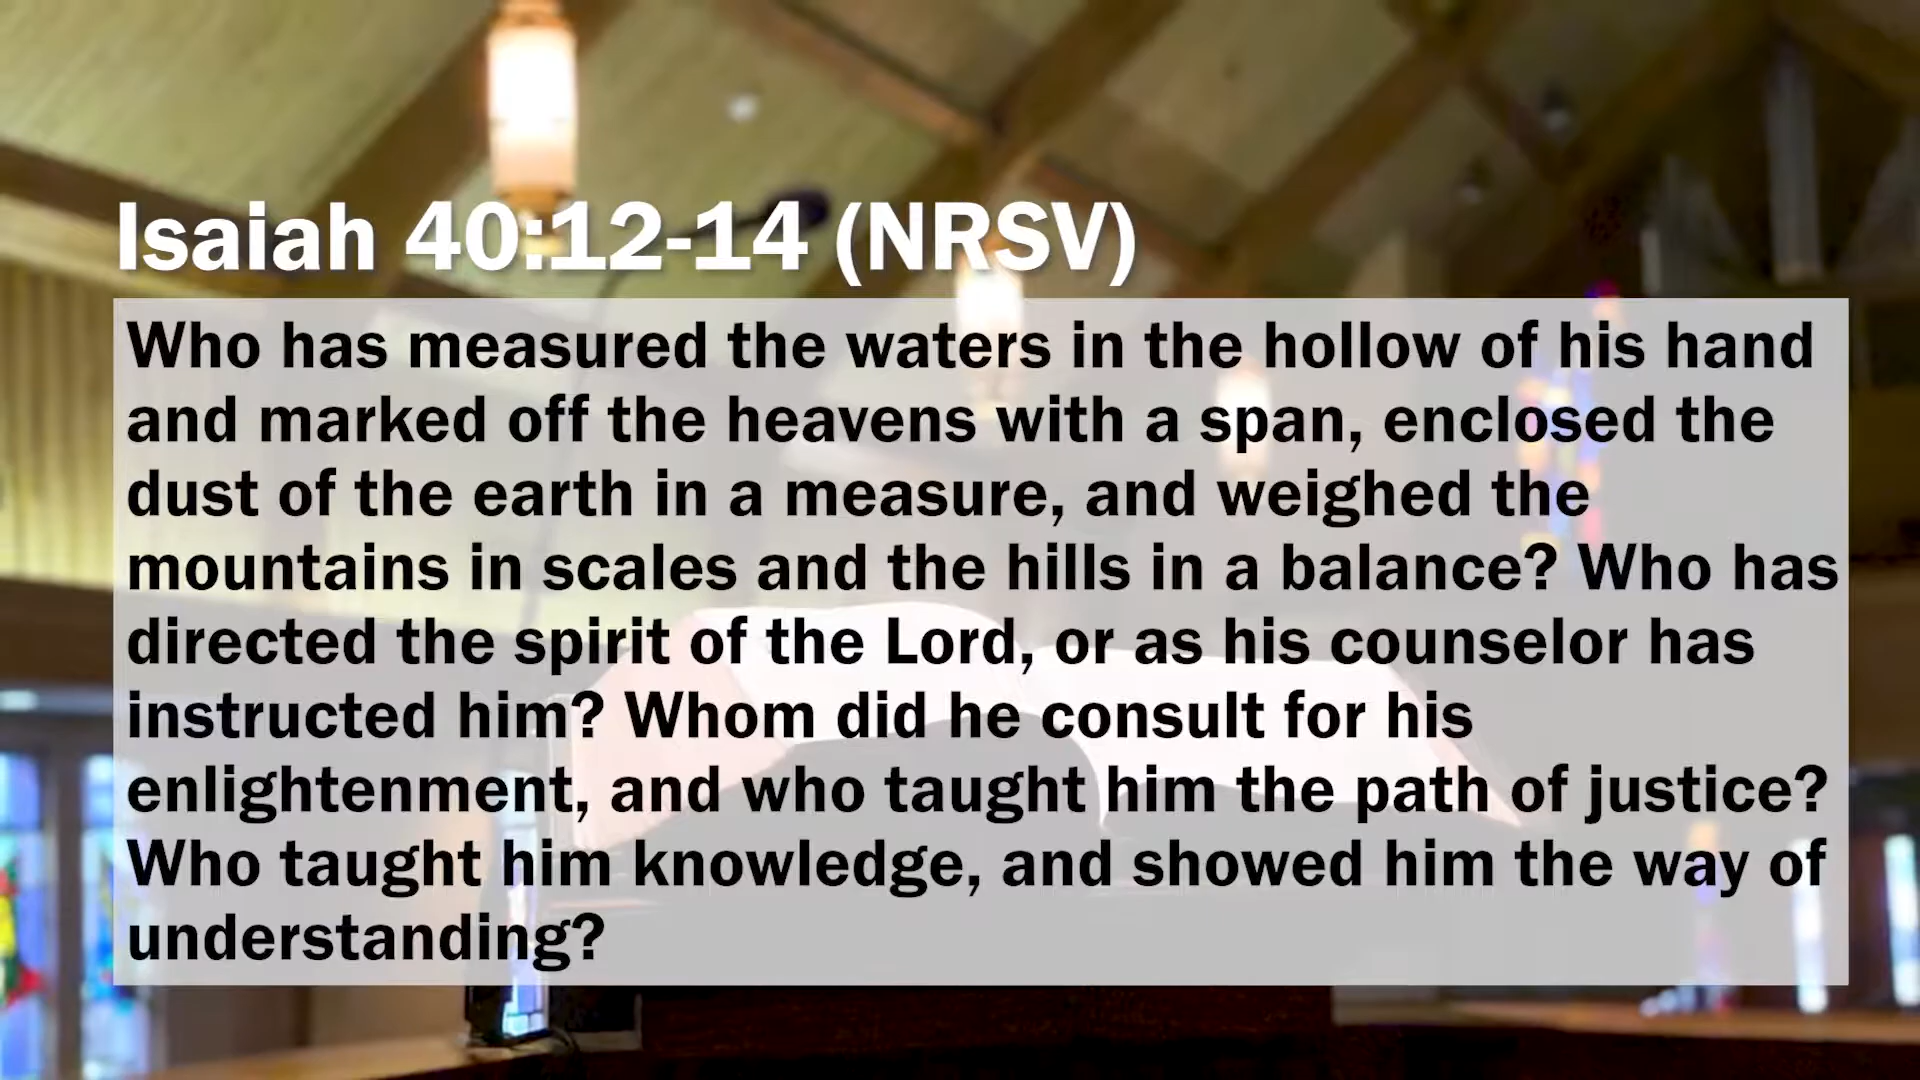 Isaiah 40:12-14 (NRSV)
Who has measured the waters in the hollow of his hand
and marked off the heavens with a span, enclosed the
dust of the earth in a measure, and weighed the
mountains in scales and the hills in a balance? Who has
directed the spirit of the Lord, or as his counselor has
instructed him? Whom did he consult for his
enlightenment, and who taught him the path of justice?
Who taught him knowledge, and showed him the way of
understanding?